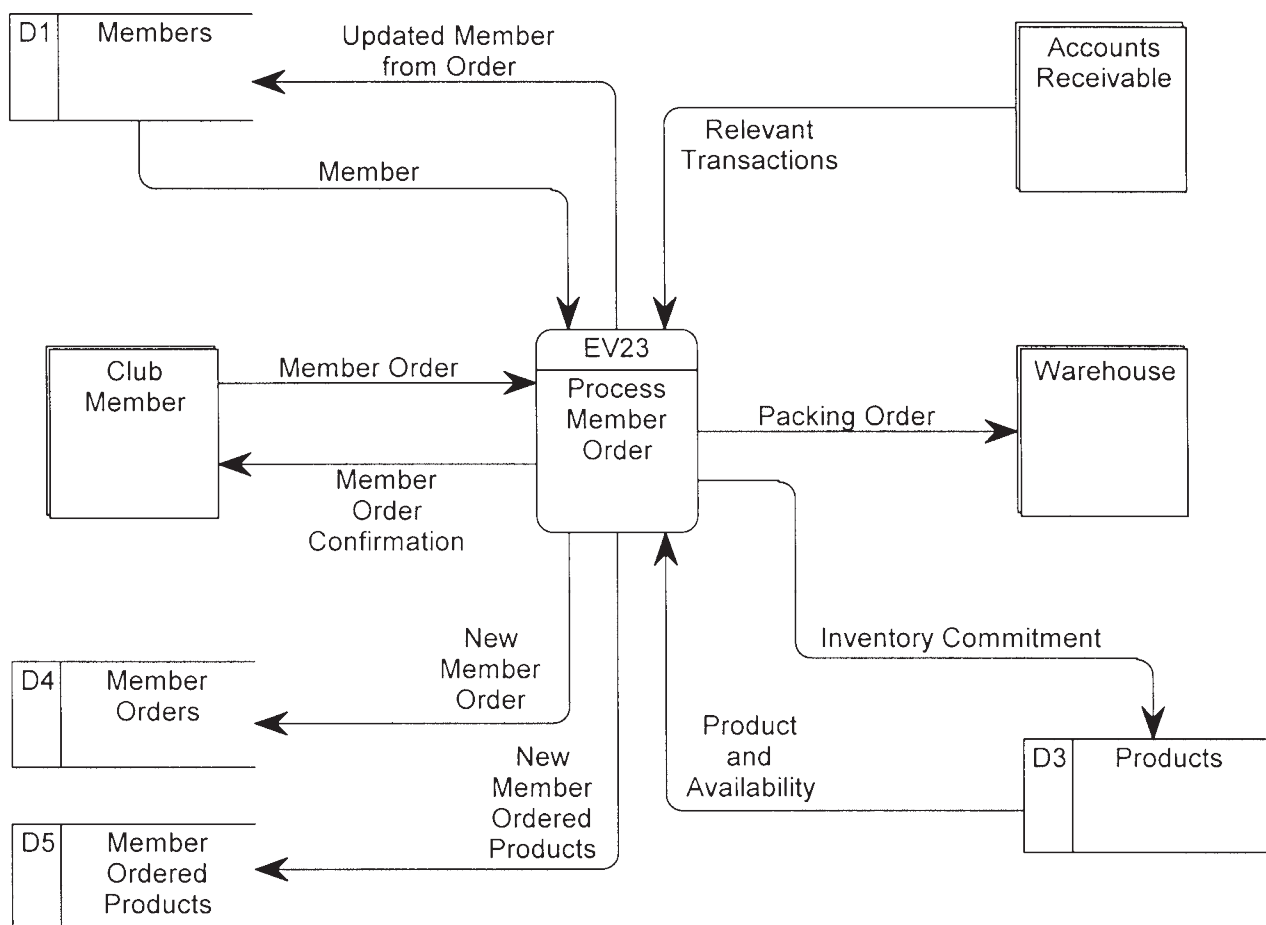 D1
Members
Updated Member
from Order
Accounts
Receivable
Relevant
Transactions
Member
EV23
Process
Member
Order
Club
Member
Member Order
Packing Order
Warehouse
Member
Order
Confirmation
Inventory Commitment
New
Member
Order
D4
Member
Orders
Product
and
Availability
D3
Products
New
Member
Ordered
Products
D5
Member
Ordered
Products